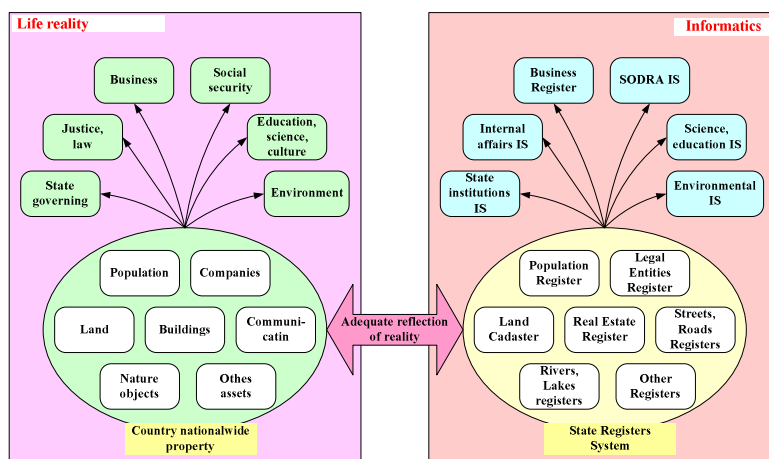 Life reality
Business
Social
security
Justice,
law
Education,
science,
culture
State
governing
Environment
Population
Companies
Land
Buildings
Communi-
catin
Nature
objects
Othes
assets
Country nationalwide
property
Adequate reflection
of reality
Informatics
Business
Register
SODRA IS
Internal
affairs IS
Science,
education IS
State
institutions
IS
Environmental
IS
Population
Register
Legal
Entities
Register
Land
Cadaster
Real Estate
Register
Streets,
Roads
Registers
Rivers,
Lakes
registers
Other
Registers
State Registers
System